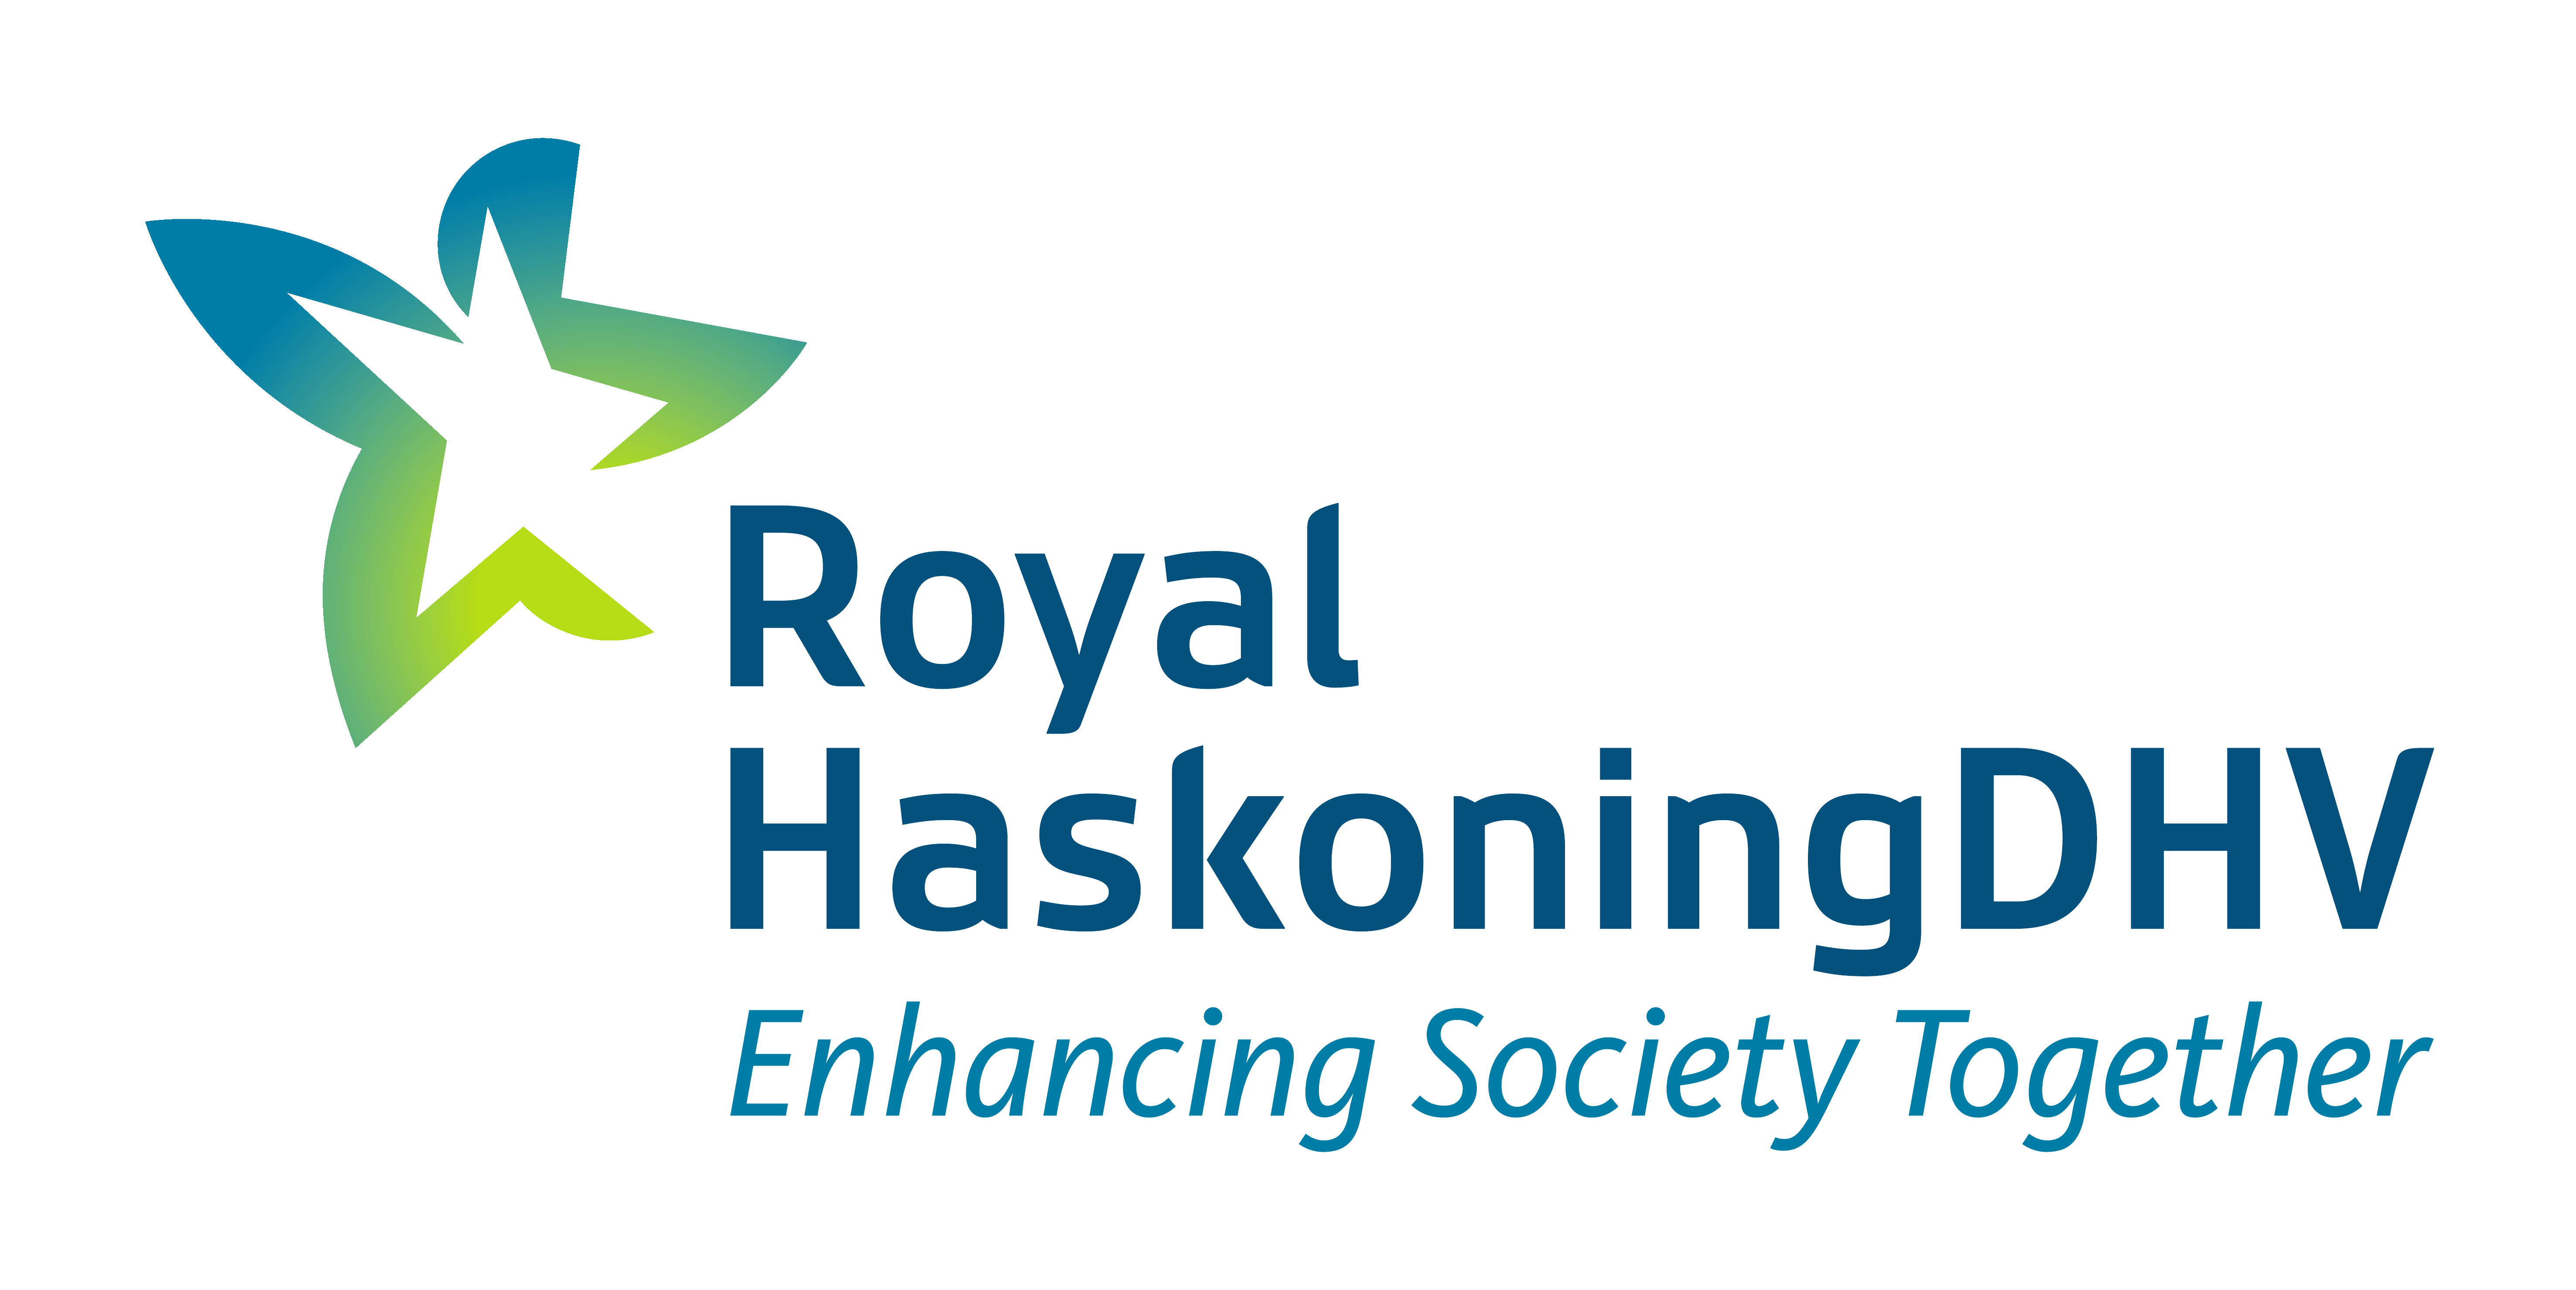 Royal
HaskoningDHV
Enhancing Society Together